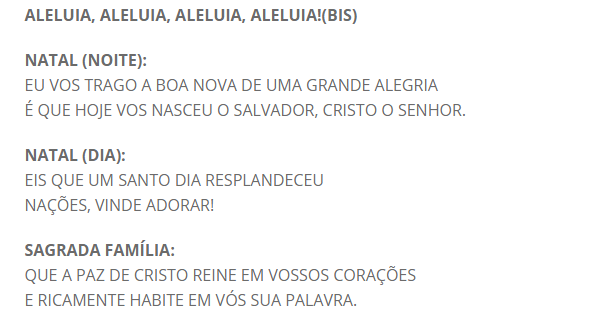 ALELUIA, ALELUIA, ALELUIA, ALELUIA!(BIS)
NATAL (NOITE):
EU VOS TRAGO A BOA NOVA DE UMA GRANDE ALEGRIA
É QUE HOJE VOS NASCEU O SALVADOR, CRISTO O SENHOR.
NATAL (DIA):
EIS QUE UM SANTO DIA RESPLANDECEU
NAÇÕES, VINDE ADORAR!
SAGRADA FAMÍLIA:
QUE A PAZ DE CRISTO REINE EM VOSSOS CORAÇÕES
E RICAMENTE HABITE EM VÓS SUA PALAVRA.